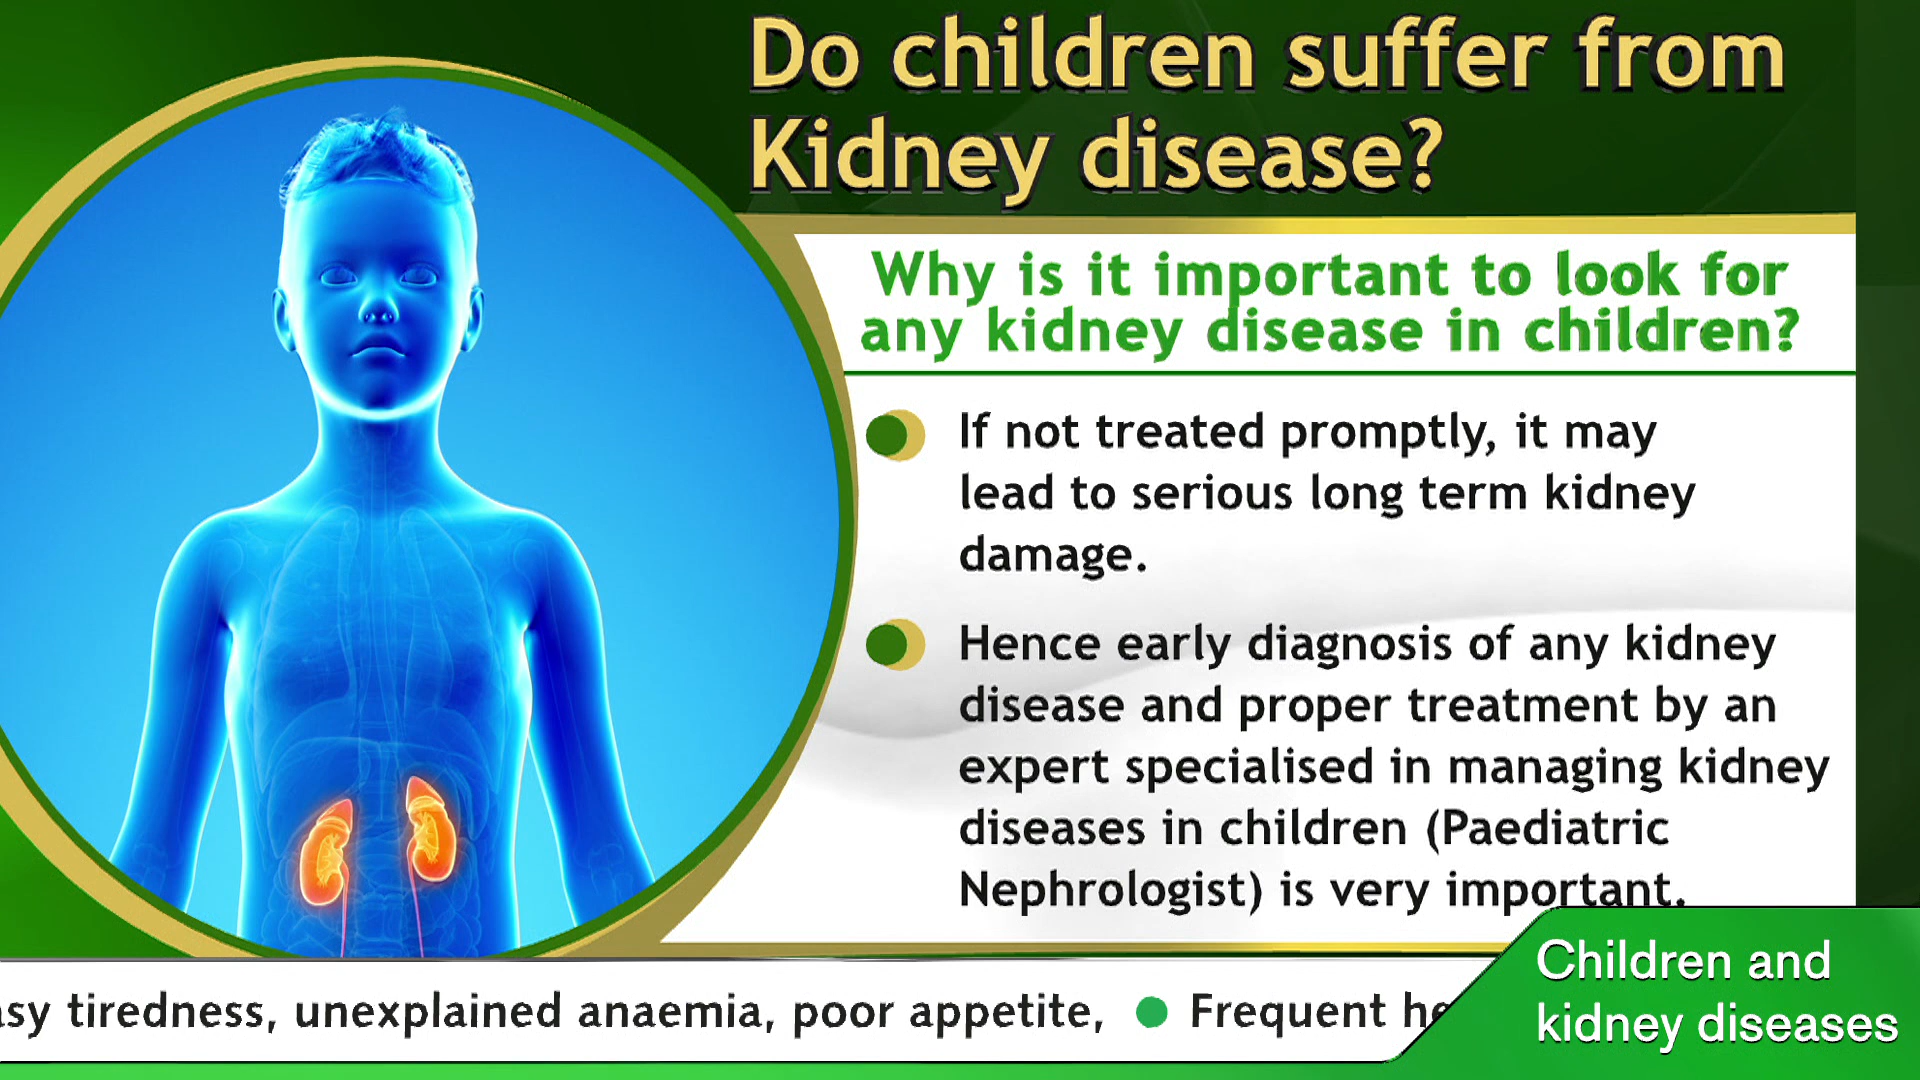 Do children suffer from
Kidney disease?
Why is it important to look for
any kidney disease in children?
If not treated promptly, it may
lead to serious long term kidney
damage.
Hence early diagnosis of any kidney
disease and proper treatment by an
expert specialised in managing kidney
diseases in children (Paediatric
Nephrologist) is very important.
tiredness, unexplained anaemia, poor appetite, ● Frequent
Children and
kidney diseases